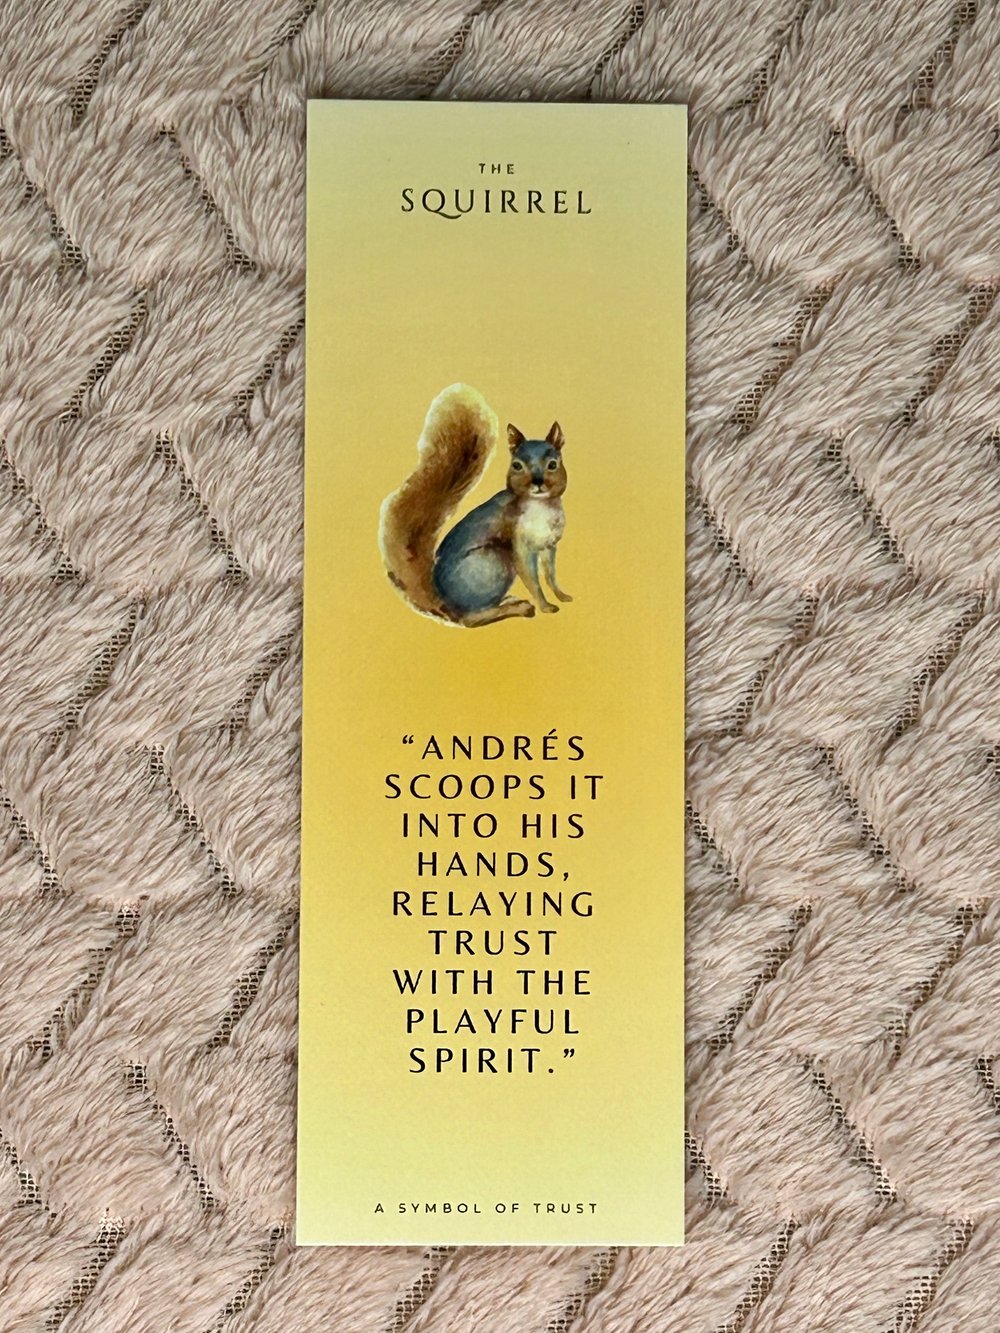 THE
SQUIRREL
“ANDRÉS
SCOOPS IT
INTO HIS
HANDS,
RELAYING
TRUST
WITH THE
PLAYFUL
SPIRIT.”
A SYMBOL OF TRUST